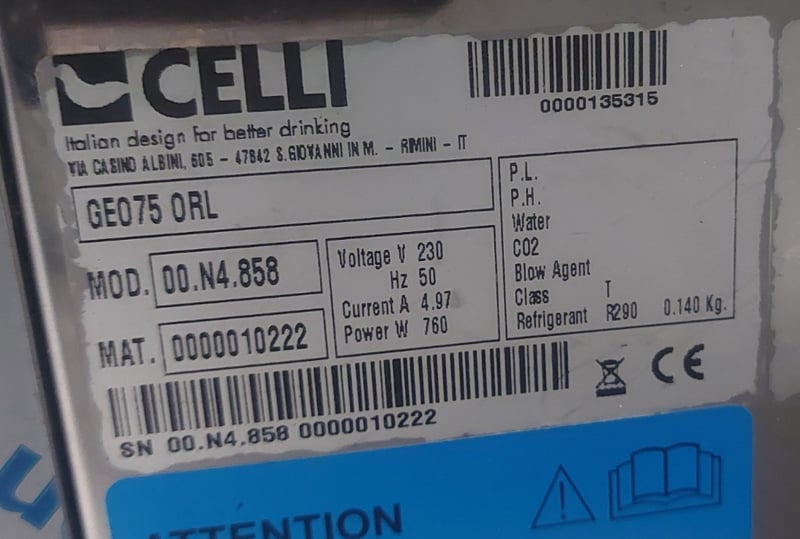 CELLI
Italian design for better drinking
VIA CASINO ALBINI, 605 - 47842 S.GIOVANNI IN M. - RIMINI - IT
0000135315
GEO75 ORL
MOD. 00.N4.858
MAT. 0000010222
Voltage V 230
Hz 50
Current A 4.97
Power W 760
P.L.
P.H.
Water
CO2
Blow Agent
Class T
Refrigerant R290 0.140 Kg.
CE
SN 00.N4.858 0000010222
ATTENTION